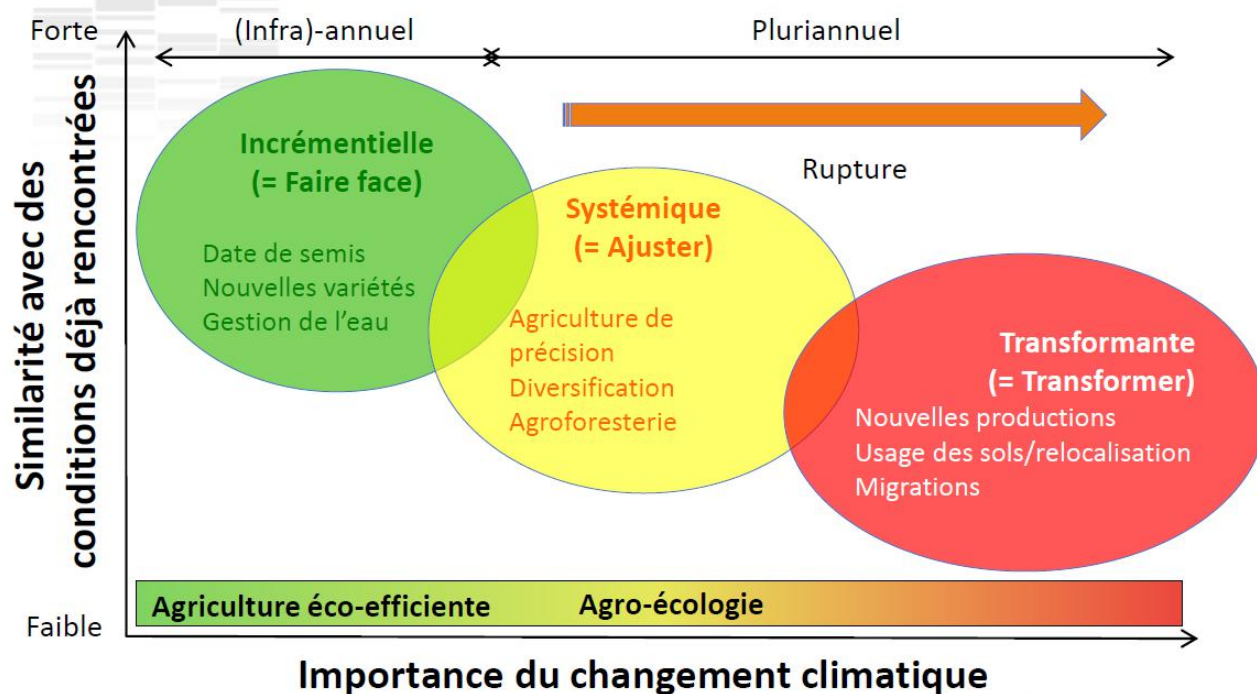 Forte
(Infra)-annuel
Pluriannuel
Similarité avec des
conditions déjà rencontrées
Incrémentielle
(= Faire face)
Date de semis
Nouvelles variétés
Gestion de l’eau
Rupture
Systémique
(= Ajuster)
Agriculture de
précision
Diversification
Agroforesterie
Transformante
(= Transformer)
Nouvelles productions
Usage des sols/relocalisation
Migrations
Agriculture éco-efficiente
Agro-écologie
Faible
Importance du changement climatique